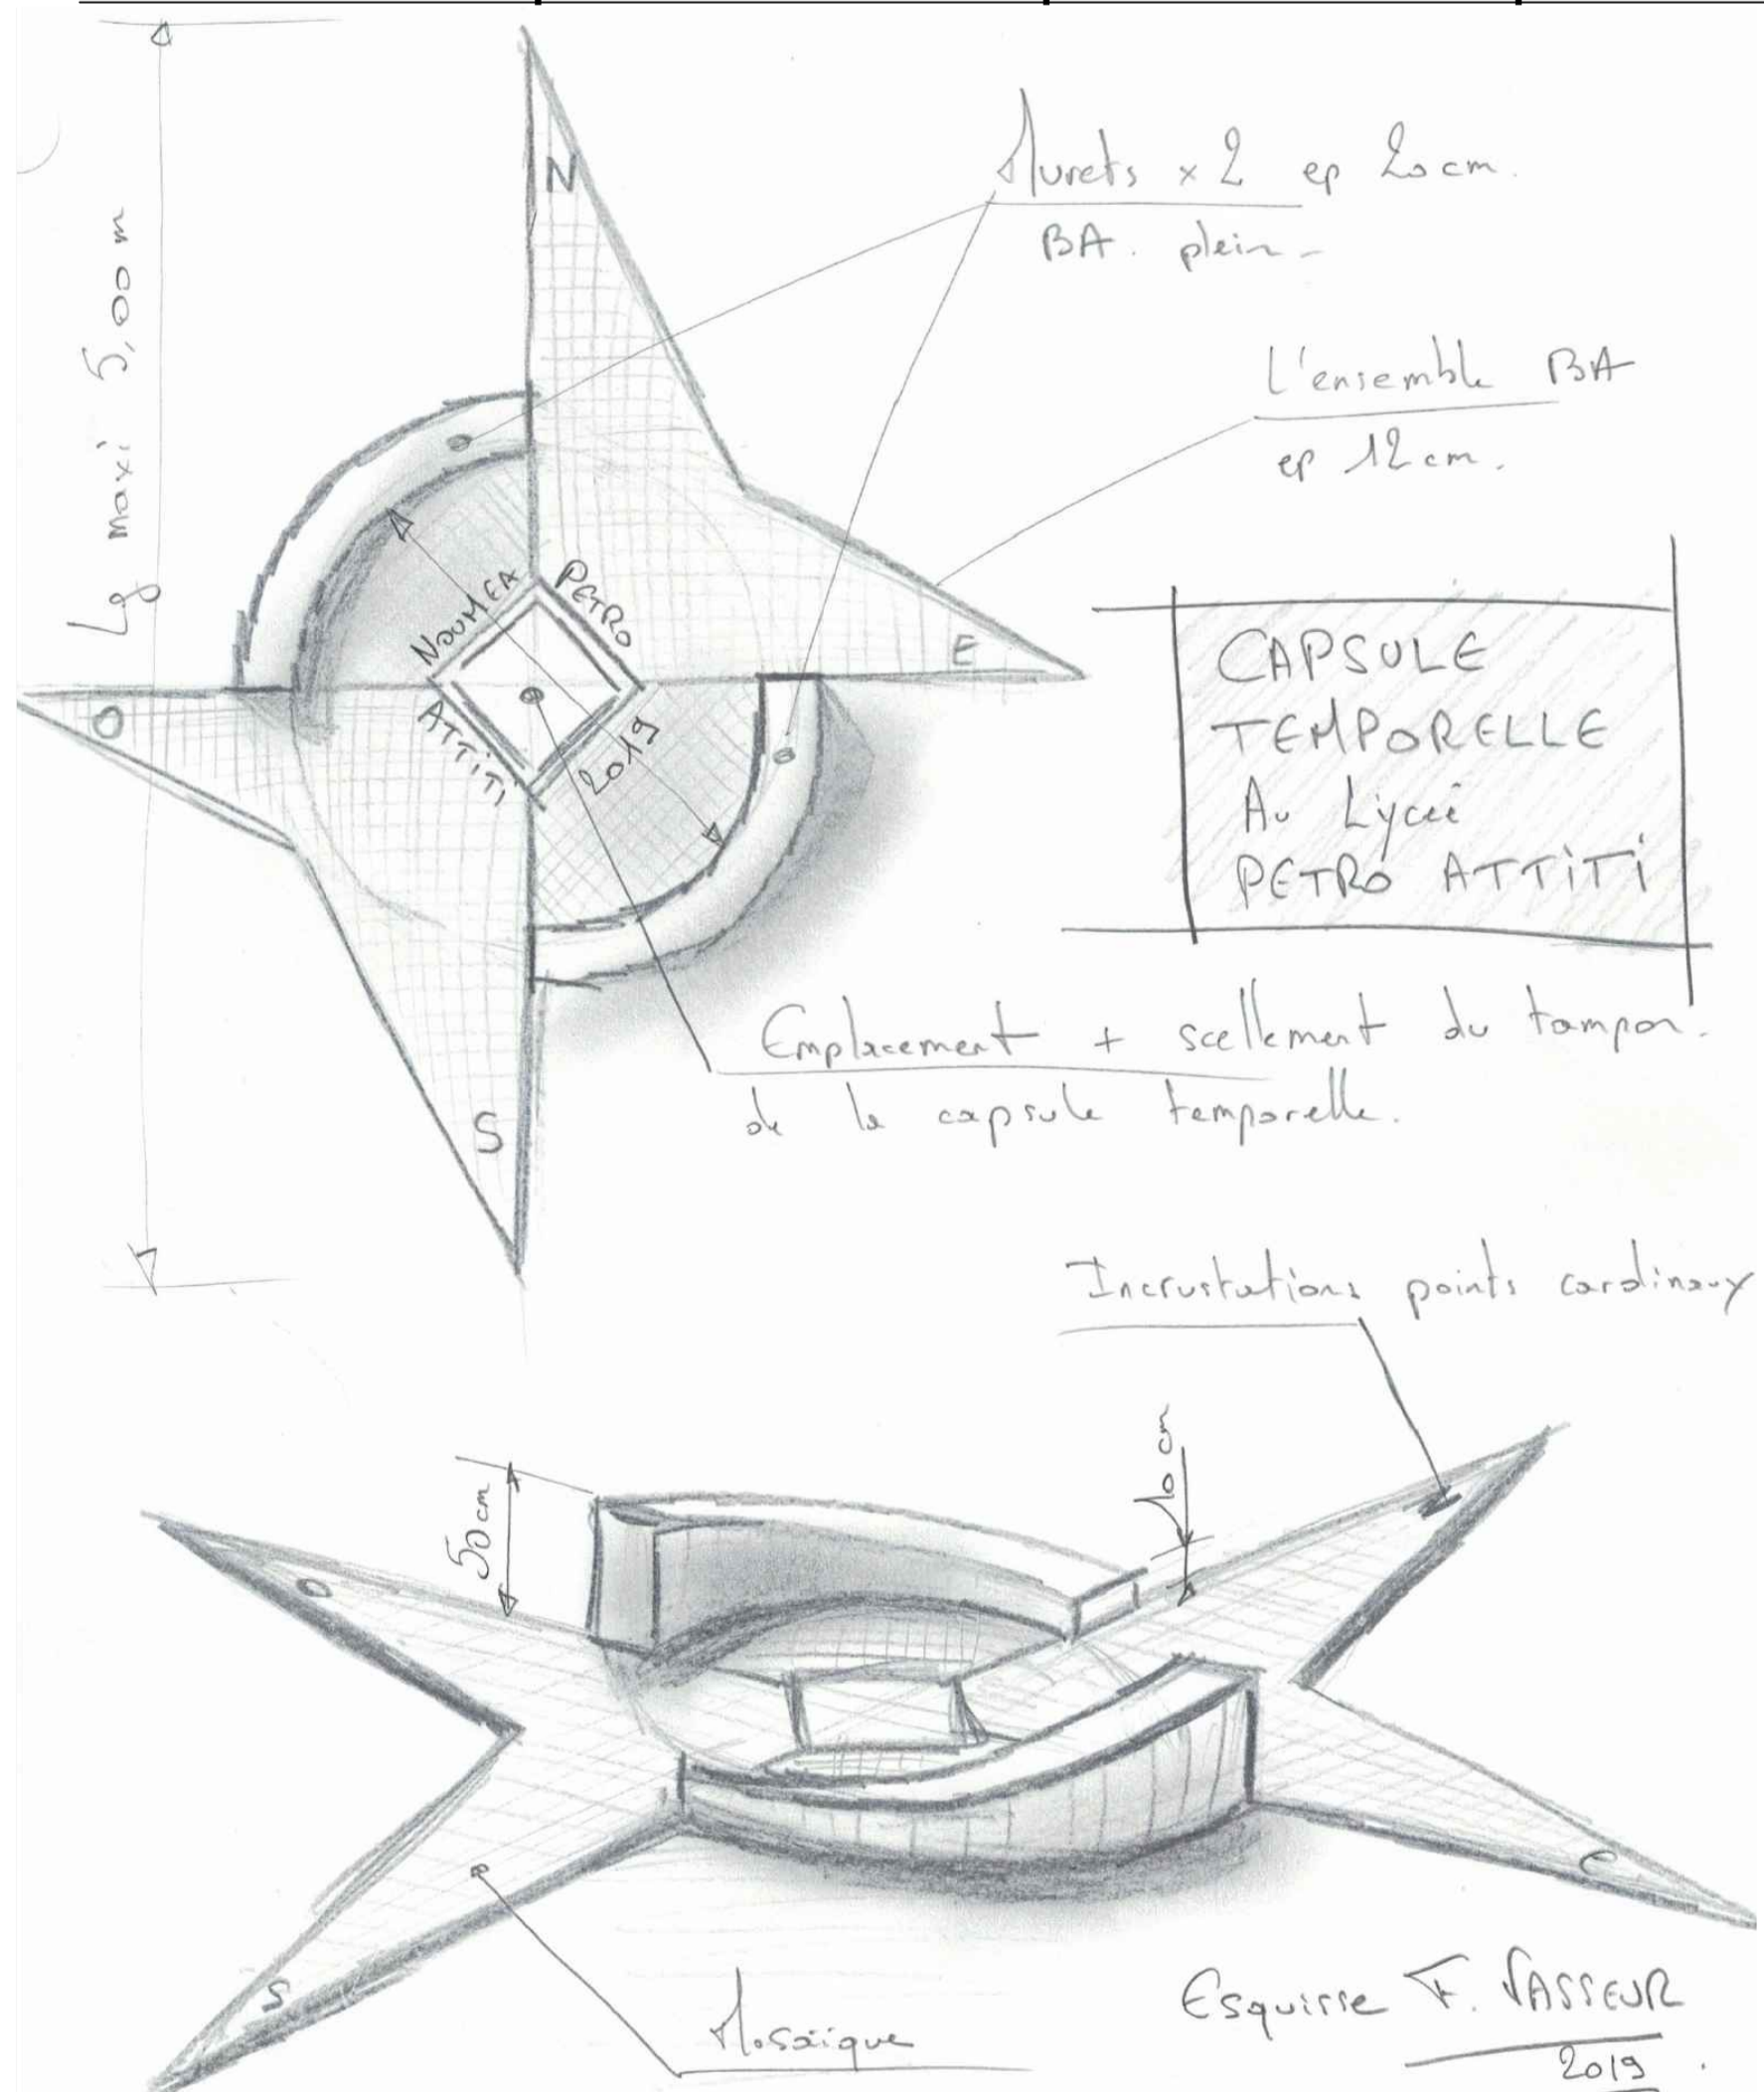 Lg maxi 5,00 m
N
Murets x 2 ep 20 cm.
BA. plein -
L'ensemble BA
ep 12 cm.
NOUMEA
PETRO
E
O
ATTiTi
2019
CAPSULE
TEMPORELLE
Au Lycée
PETRO ATTiTi
Emplacement + scellement du tampon.
de la capsule temporelle.
S
Incrustations points cardinaux
50 cm
10 cm
O
e
S
Mosaïque
Esquisse F. VASSEUR
2019.